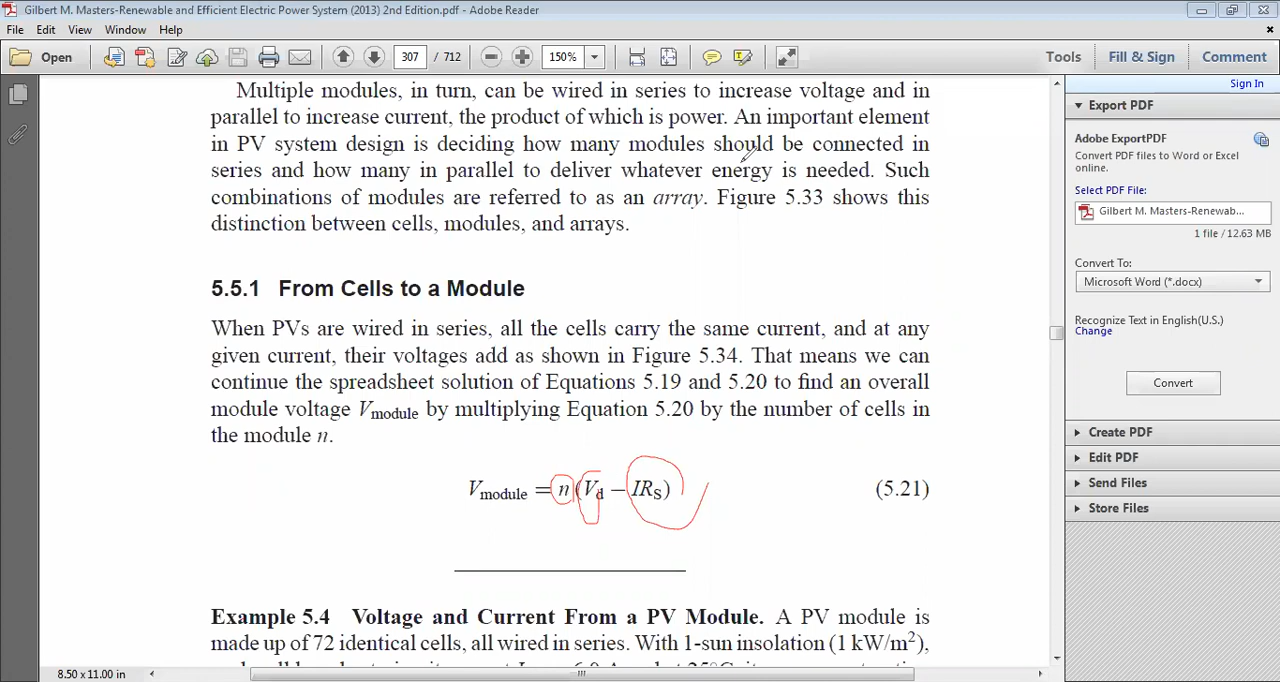 Gilbert M. Masters-Renewable and Efficient Electric Power System (2013) 2nd Edition.pdf - Adobe Reader
File Edit View Window Help
Open 307 / 712 150% Tools Fill & Sign Comment
Multiple modules, in turn, can be wired in series to increase voltage and in
parallel to increase current, the product of which is power. An important element
in PV system design is deciding how many modules should be connected in
series and how many in parallel to deliver whatever energy is needed. Such
combinations of modules are referred to as an array. Figure 5.33 shows this
distinction between cells, modules, and arrays.
5.5.1 From Cells to a Module
When PVs are wired in series, all the cells carry the same current, and at any
given current, their voltages add as shown in Figure 5.34. That means we can
continue the spreadsheet solution of Equations 5.19 and 5.20 to find an overall
module voltage Vmodule by multiplying Equation 5.20 by the number of cells in
the module n.
Vmodule = n(Vd − IRS) (5.21)
Example 5.4 Voltage and Current From a PV Module. A PV module is
made up of 72 identical cells, all wired in series. With 1-sun insolation (1 kW/m²),
8.50 x 11.00 in
Sign In
Export PDF
Adobe ExportPDF
Convert PDF files to Word or Excel
online.
Select PDF File:
Gilbert M. Masters-Renewab...
1 file / 12.63 MB
Convert To:
Microsoft Word (*.docx)
Recognize Text in English(U.S.)
Change
Convert
Create PDF
Edit PDF
Send Files
Store Files